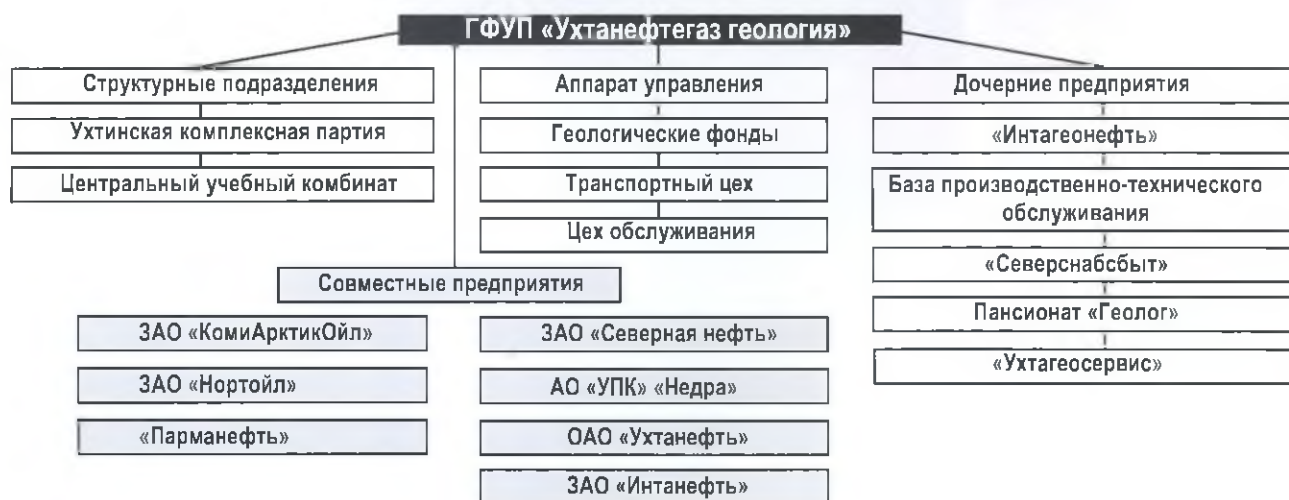 ГФУП «Ухтанефтегаз геология»
Структурные подразделения
Ухтинская комплексная партия
Центральный учебный комбинат
Аппарат управления
Геологические фонды
Транспортный цех
Цех обслуживания
Дочерние предприятия
«Интагеонефть»
База производственно-технического
обслуживания
«Северснабсбыт»
Пансионат «Геолог»
«Ухтагеосервис»
Совместные предприятия
ЗАО «КомиАрктикОйл»
ЗАО «Нортойл»
«Парманефть»
ЗАО «Северная нефть»
АО «УПК» «Недра»
ОАО «Ухтанефть»
ЗАО «Интанефть»